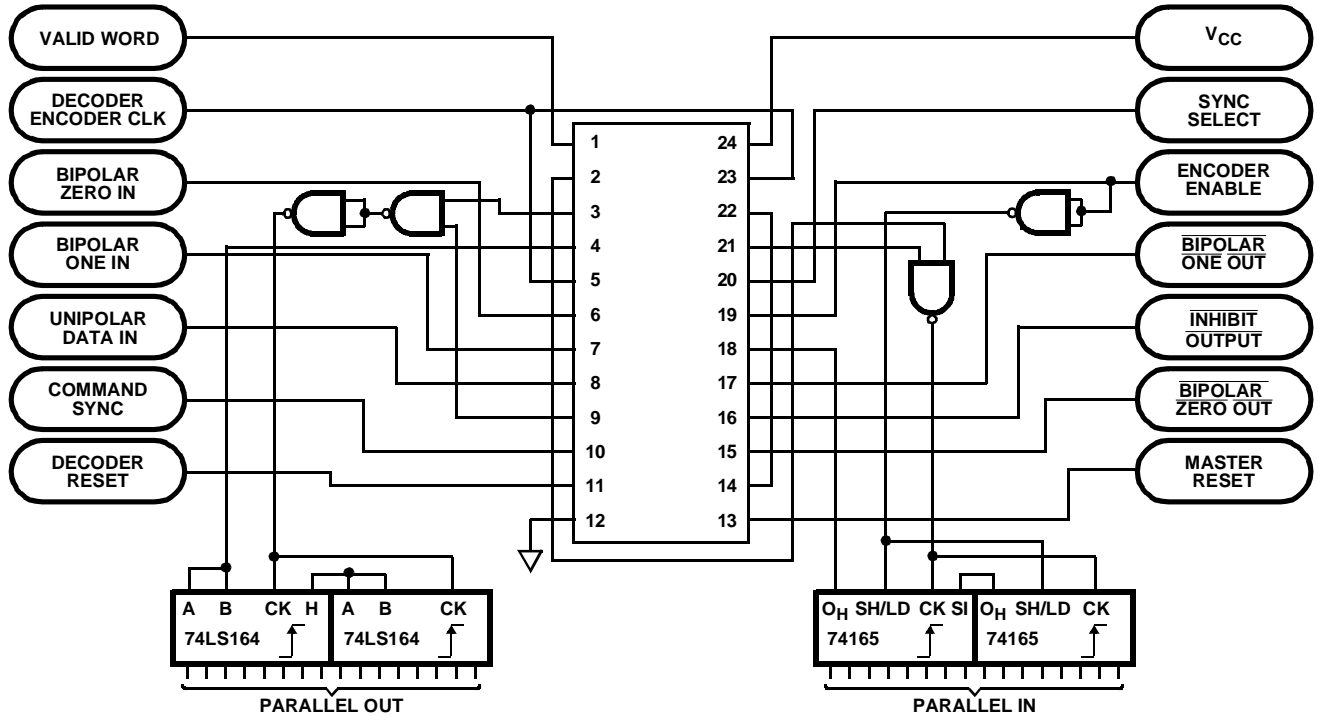 VALID WORD
DECODER
ENCODER CLK
BIPOLAR
ZERO IN
BIPOLAR
ONE IN
UNIPOLAR
DATA IN
COMMAND
SYNC
DECODER
RESET
1
2
3
4
5
6
7
8
9
10
11
12
24
23
22
21
20
19
18
17
16
15
14
13
VCC
SYNC
SELECT
ENCODER
ENABLE
BIPOLAR
ONE OUT
INHIBIT
OUTPUT
BIPOLAR
ZERO OUT
MASTER
RESET
A B CK H A B CK
74LS164 74LS164
PARALLEL OUT
OH SH/LD CK SI OH SH/LD CK
74165 74165
PARALLEL IN